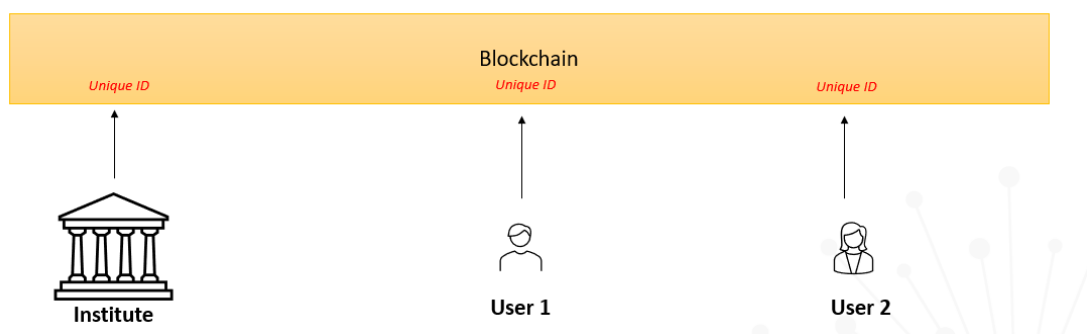 Blockchain
Unique ID
Unique ID
Unique ID
Institute
User 1
User 2